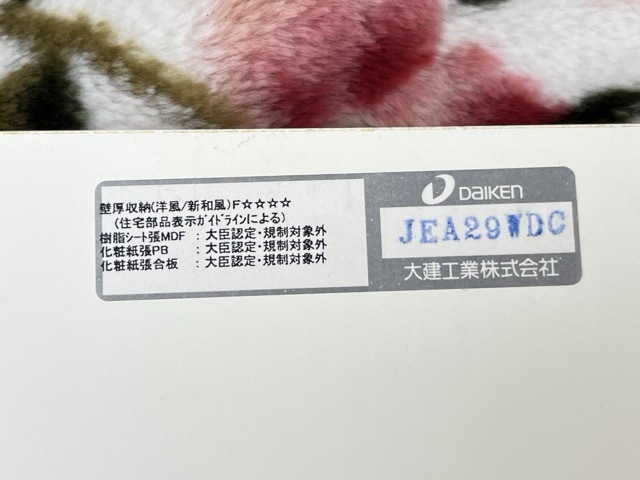 壁厚収納(洋風/新和風)F☆☆☆☆
(住宅部品表示ｶﾞｲﾄﾞﾗｲﾝによる)
樹脂シート張MDF : 大臣認定・規制対象外
化粧紙張PB : 大臣認定・規制対象外
化粧紙張合板 : 大臣認定・規制対象外
DAIKEN
JEA29WDC
大建工業株式会社